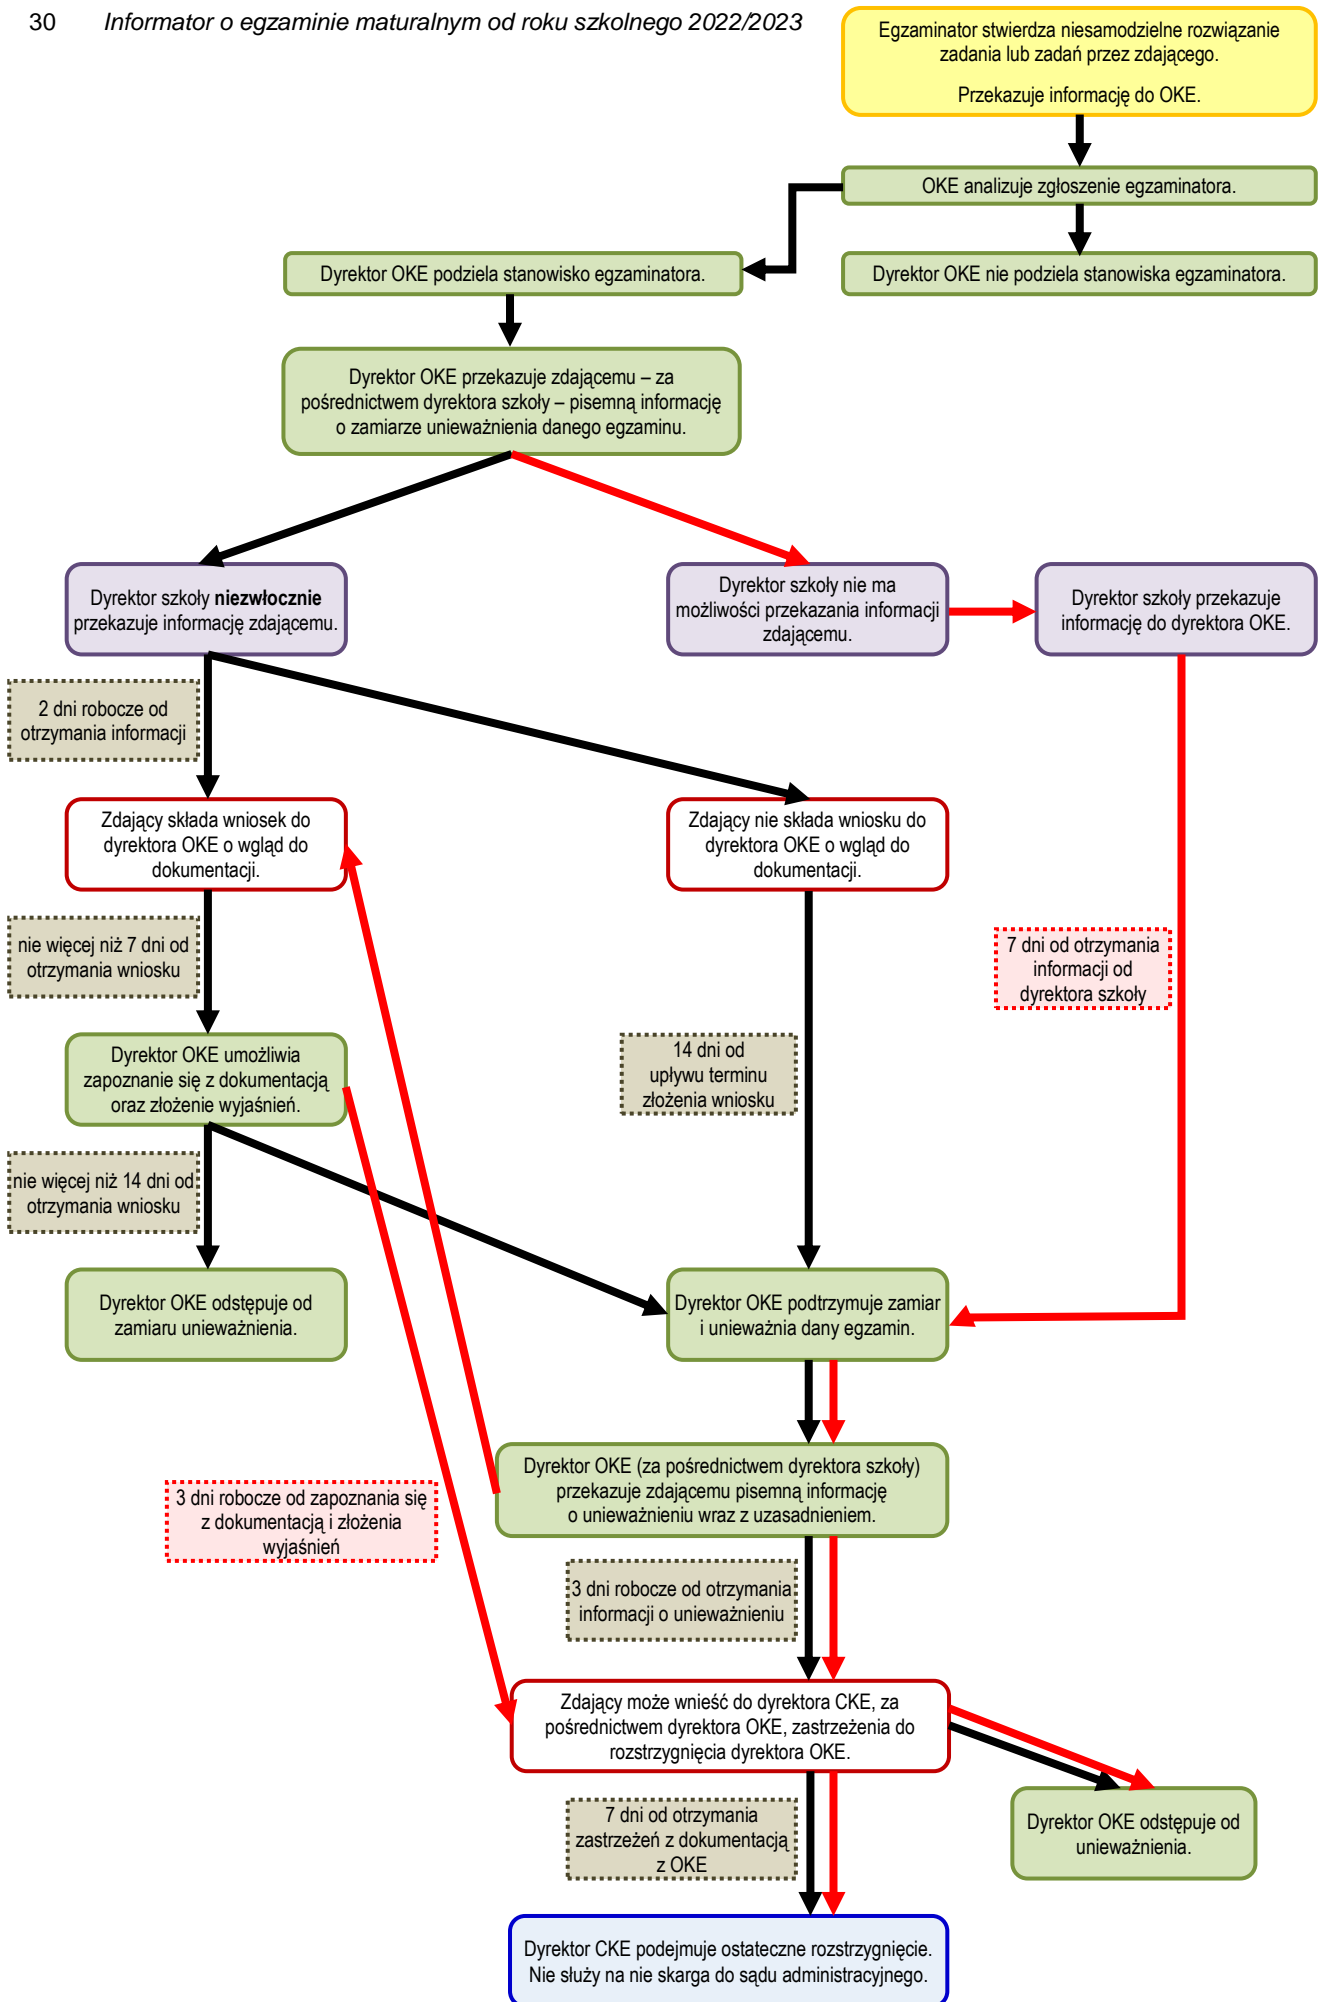 30 Informator o egzaminie maturalnym od roku szkolnego 2022/2023
Egzaminator stwierdza niesamodzielne rozwiązanie
zadania lub zadań przez zdającego.
Przekazuje informację do OKE.
OKE analizuje zgłoszenie egzaminatora.
Dyrektor OKE podziela stanowisko egzaminatora.
Dyrektor OKE nie podziela stanowiska egzaminatora.
Dyrektor OKE przekazuje zdającemu – za
pośrednictwem dyrektora szkoły – pisemną informację
o zamiarze unieważnienia danego egzaminu.
Dyrektor szkoły niezwłocznie
przekazuje informację zdającemu.
Dyrektor szkoły nie ma
możliwości przekazania informacji
zdającemu.
Dyrektor szkoły przekazuje
informację do dyrektora OKE.
2 dni robocze od
otrzymania informacji
Zdający składa wniosek do
dyrektora OKE o wgląd do
dokumentacji.
Zdający nie składa wniosku do
dyrektora OKE o wgląd do
dokumentacji.
nie więcej niż 7 dni od
otrzymania wniosku
7 dni od otrzymania
informacji od
dyrektora szkoły
Dyrektor OKE umożliwia
zapoznanie się z dokumentacją
oraz złożenie wyjaśnień.
14 dni od
upływu terminu
złożenia wniosku
nie więcej niż 14 dni od
otrzymania wniosku
Dyrektor OKE odstępuje od
zamiaru unieważnienia.
Dyrektor OKE podtrzymuje zamiar
i unieważnia dany egzamin.
Dyrektor OKE (za pośrednictwem dyrektora szkoły)
przekazuje zdającemu pisemną informację
o unieważnieniu wraz z uzasadnieniem.
3 dni robocze od zapoznania się
z dokumentacją i złożenia
wyjaśnień
3 dni robocze od otrzymania
informacji o unieważnieniu
Zdający może wnieść do dyrektora CKE, za
pośrednictwem dyrektora OKE, zastrzeżenia do
rozstrzygnięcia dyrektora OKE.
7 dni od otrzymania
zastrzeżeń z dokumentacją
z OKE
Dyrektor OKE odstępuje od
unieważnienia.
Dyrektor CKE podejmuje ostateczne rozstrzygnięcie.
Nie służy na nie skarga do sądu administracyjnego.